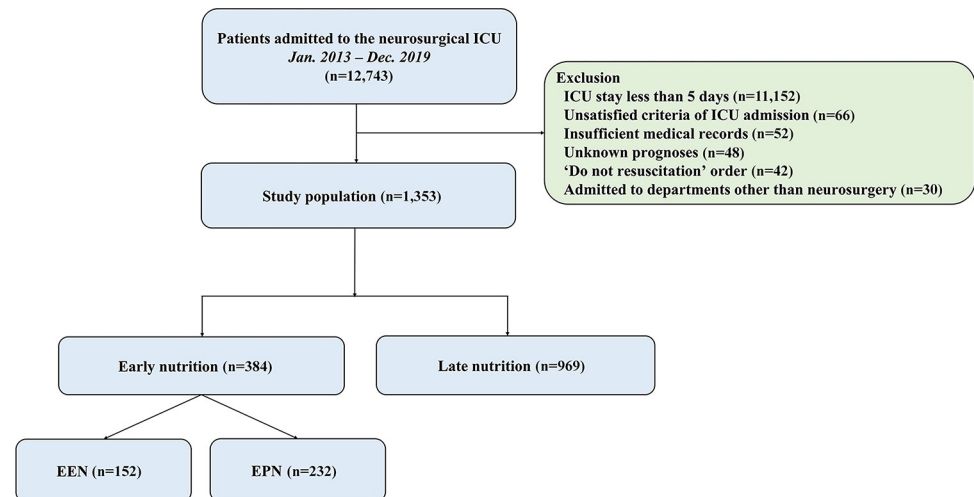 Patients admitted to the neurosurgical ICU
Jan. 2013 – Dec. 2019
(n=12,743)
Exclusion
ICU stay less than 5 days (n=11,152)
Unsatisfied criteria of ICU admission (n=66)
Insufficient medical records (n=52)
Unknown prognoses (n=48)
‘Do not resuscitation’ order (n=42)
Admitted to departments other than neurosurgery (n=30)
Study population (n=1,353)
Early nutrition (n=384)
Late nutrition (n=969)
EEN (n=152)
EPN (n=232)